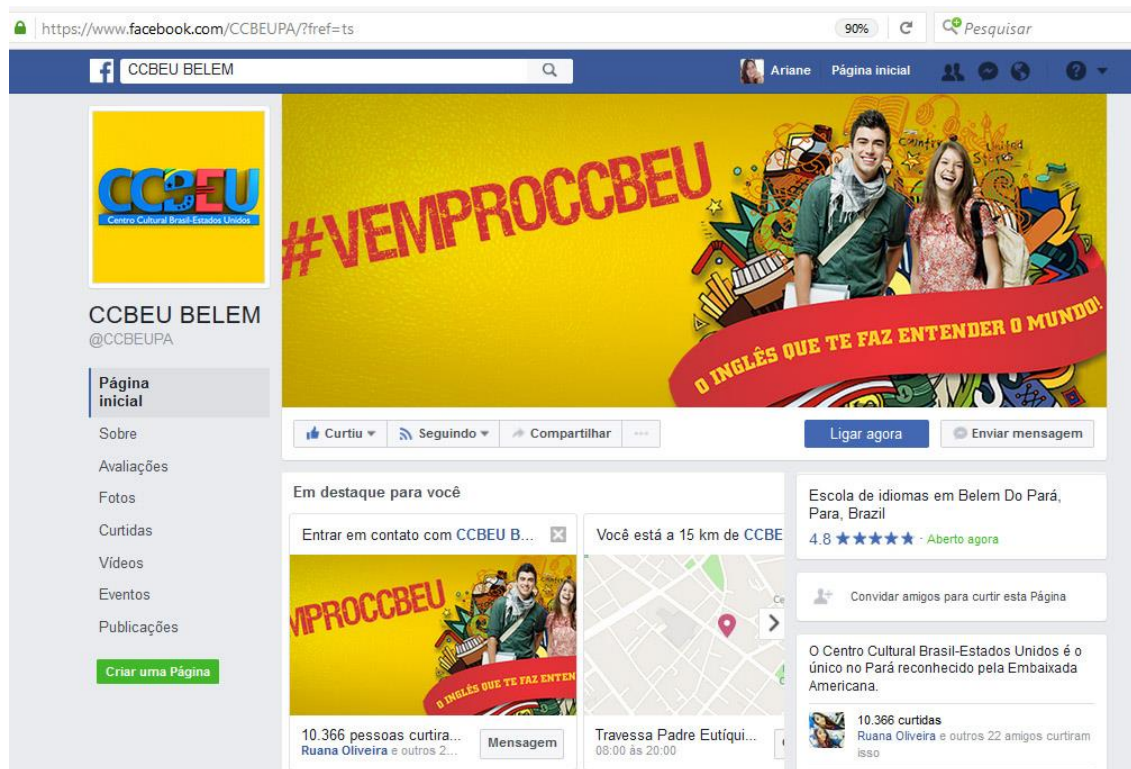 https://www.facebook.com/CCBEUPA/?fref=ts
90%
Pesquisar
CCBEU BELEM
Ariane
Página inicial
CCBEU
Centro Cultural Brasil-Estados Unidos
#VEMPROCCBEU
Country
United
States
O INGLÊS QUE TE FAZ ENTENDER O MUNDO!
CCBEU BELEM
@CCBEUPA
Página
inicial
Sobre
Avaliações
Fotos
Curtidas
Vídeos
Eventos
Publicações
Criar uma Página
Curtiu
Seguindo
Compartilhar
Ligar agora
Enviar mensagem
Em destaque para você
Entrar em contato com CCBEU B...
MPROCCBEU
O INGLÊS QUE TE FAZ ENTEN
10.366 pessoas curtira...
Ruana Oliveira e outros 2...
Mensagem
Você está a 15 km de CCBE
Ce
Travessa Padre Eutíqui...
08:00 às 20:00
Escola de idiomas em Belem Do Pará,
Para, Brazil
4.8 ★★★★★ · Aberto agora
Convidar amigos para curtir esta Página
O Centro Cultural Brasil-Estados Unidos é o
único no Pará reconhecido pela Embaixada
Americana.
10.366 curtidas
Ruana Oliveira e outros 22 amigos curtiram
isso